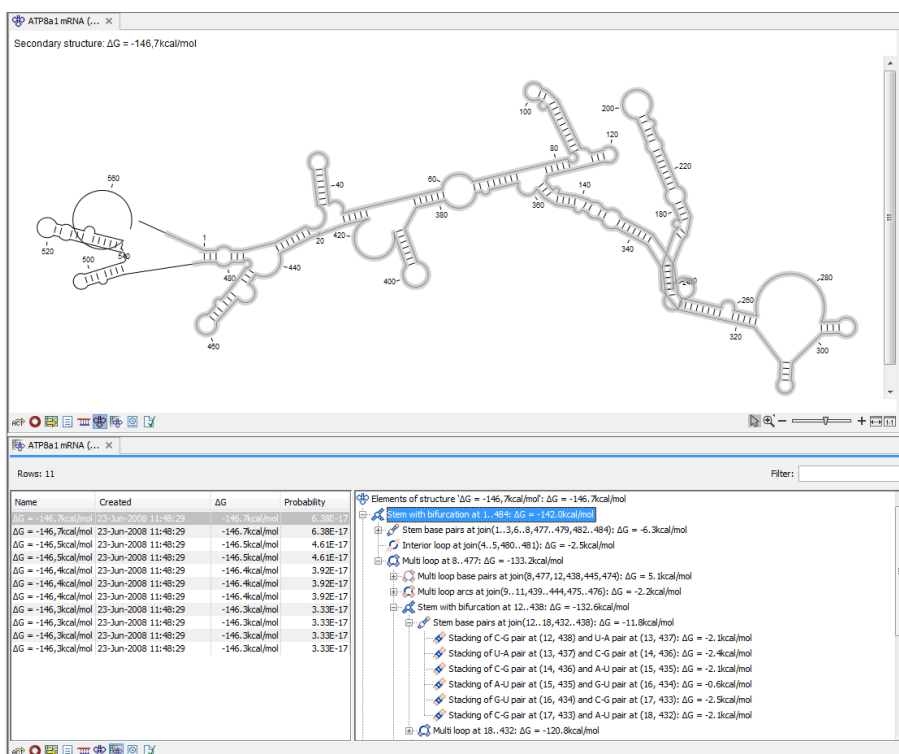 ATP8a1 mRNA (...
Secondary structure: ΔG = -146,7kcal/mol
100
200
120
80
220
60
40
140
560
180
380
360
1
20
420
340
520
500
540
480
440
240
280
400
260
460
320
300
1:1
ATP8a1 mRNA (...
Rows: 11
Filter:
Name Created ΔG Probability
ΔG = -146,7kcal/mol 23-Jun-2008 11:48:29 -146.7kcal/mol 6.38E-17
ΔG = -146,7kcal/mol 23-Jun-2008 11:48:29 -146.7kcal/mol 6.38E-17
ΔG = -146,5kcal/mol 23-Jun-2008 11:48:29 -146.5kcal/mol 4.61E-17
ΔG = -146,5kcal/mol 23-Jun-2008 11:48:29 -146.5kcal/mol 4.61E-17
ΔG = -146,4kcal/mol 23-Jun-2008 11:48:29 -146.4kcal/mol 3.92E-17
ΔG = -146,4kcal/mol 23-Jun-2008 11:48:29 -146.4kcal/mol 3.92E-17
ΔG = -146,4kcal/mol 23-Jun-2008 11:48:29 -146.4kcal/mol 3.92E-17
ΔG = -146,3kcal/mol 23-Jun-2008 11:48:29 -146.3kcal/mol 3.33E-17
ΔG = -146,3kcal/mol 23-Jun-2008 11:48:29 -146.3kcal/mol 3.33E-17
ΔG = -146,3kcal/mol 23-Jun-2008 11:48:29 -146.3kcal/mol 3.33E-17
ΔG = -146,3kcal/mol 23-Jun-2008 11:48:29 -146.3kcal/mol 3.33E-17
Elements of structure 'ΔG = -146,7kcal/mol': ΔG = -146.7kcal/mol
Stem with bifurcation at 1..484: ΔG = -142.0kcal/mol
Stem base pairs at join(1..3,6..8,477..479,482..484): ΔG = -6.3kcal/mol
Interior loop at join(4..5,480..481): ΔG = -2.5kcal/mol
Multi loop at 8..477: ΔG = -133.2kcal/mol
Multi loop base pairs at join(8,477,12,438,445,474): ΔG = 5.1kcal/mol
Multi loop arcs at join(9..11,439..444,475..476): ΔG = -2.2kcal/mol
Stem with bifurcation at 12..438: ΔG = -132.6kcal/mol
Stem base pairs at join(12..18,432..438): ΔG = -11.8kcal/mol
Stacking of C-G pair at (12, 438) and U-A pair at (13, 437): ΔG = -2.1kcal/mol
Stacking of U-A pair at (13, 437) and C-G pair at (14, 436): ΔG = -2.4kcal/mol
Stacking of C-G pair at (14, 436) and A-U pair at (15, 435): ΔG = -2.1kcal/mol
Stacking of A-U pair at (15, 435) and G-U pair at (16, 434): ΔG = -0.6kcal/mol
Stacking of G-U pair at (16, 434) and C-G pair at (17, 433): ΔG = -2.5kcal/mol
Stacking of C-G pair at (17, 433) and A-U pair at (18, 432): ΔG = -2.1kcal/mol
Multi loop at 18..432: ΔG = -120.8kcal/mol